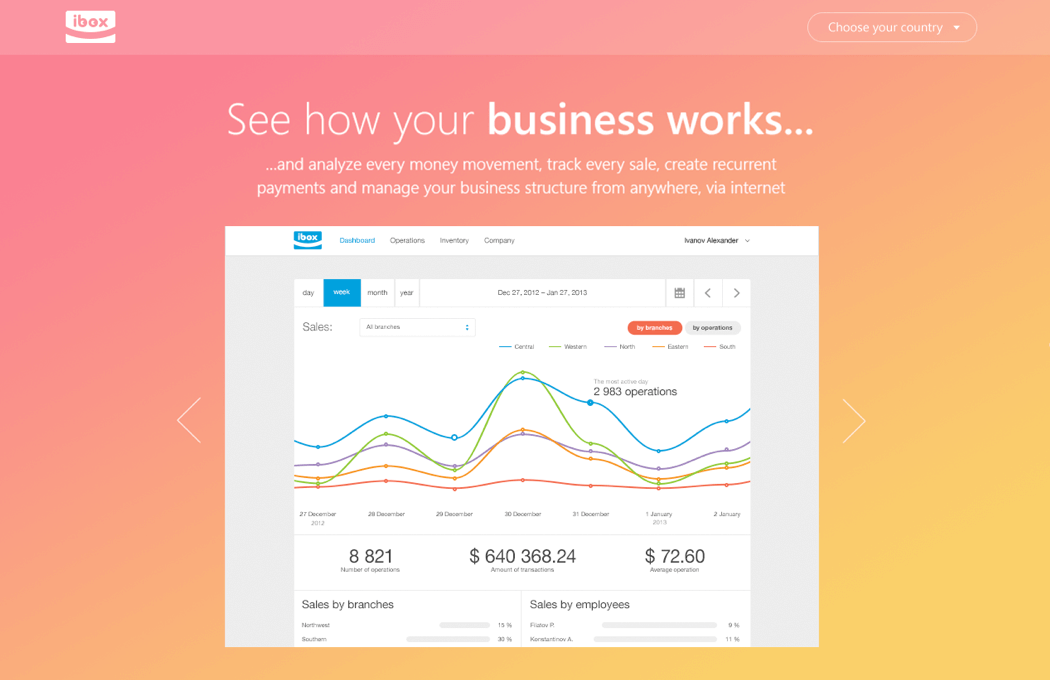 ibox
Choose your country
See how your business works...
...and analyze every money movement, track every sale, create recurrent
payments and manage your business structure from anywhere, via internet
ibox
Dashboard Operations Inventory Company Ivanov Alexander
day week month year Dec 27, 2012 – Jan 27, 2013
Sales: All branches by branches by operations
Central Western North Eastern South
The most active day
2 983 operations
27 December 28 December 29 December 30 December 31 December 1 January 2 January
2012 2013
8 821 $ 640 368.24 $ 72.60
Number of operations Amount of transactions Average operation
Sales by branches Sales by employees
Northwest 15 % Filatov P. 9 %
Southern 30 % Konstantinov A. 11 %